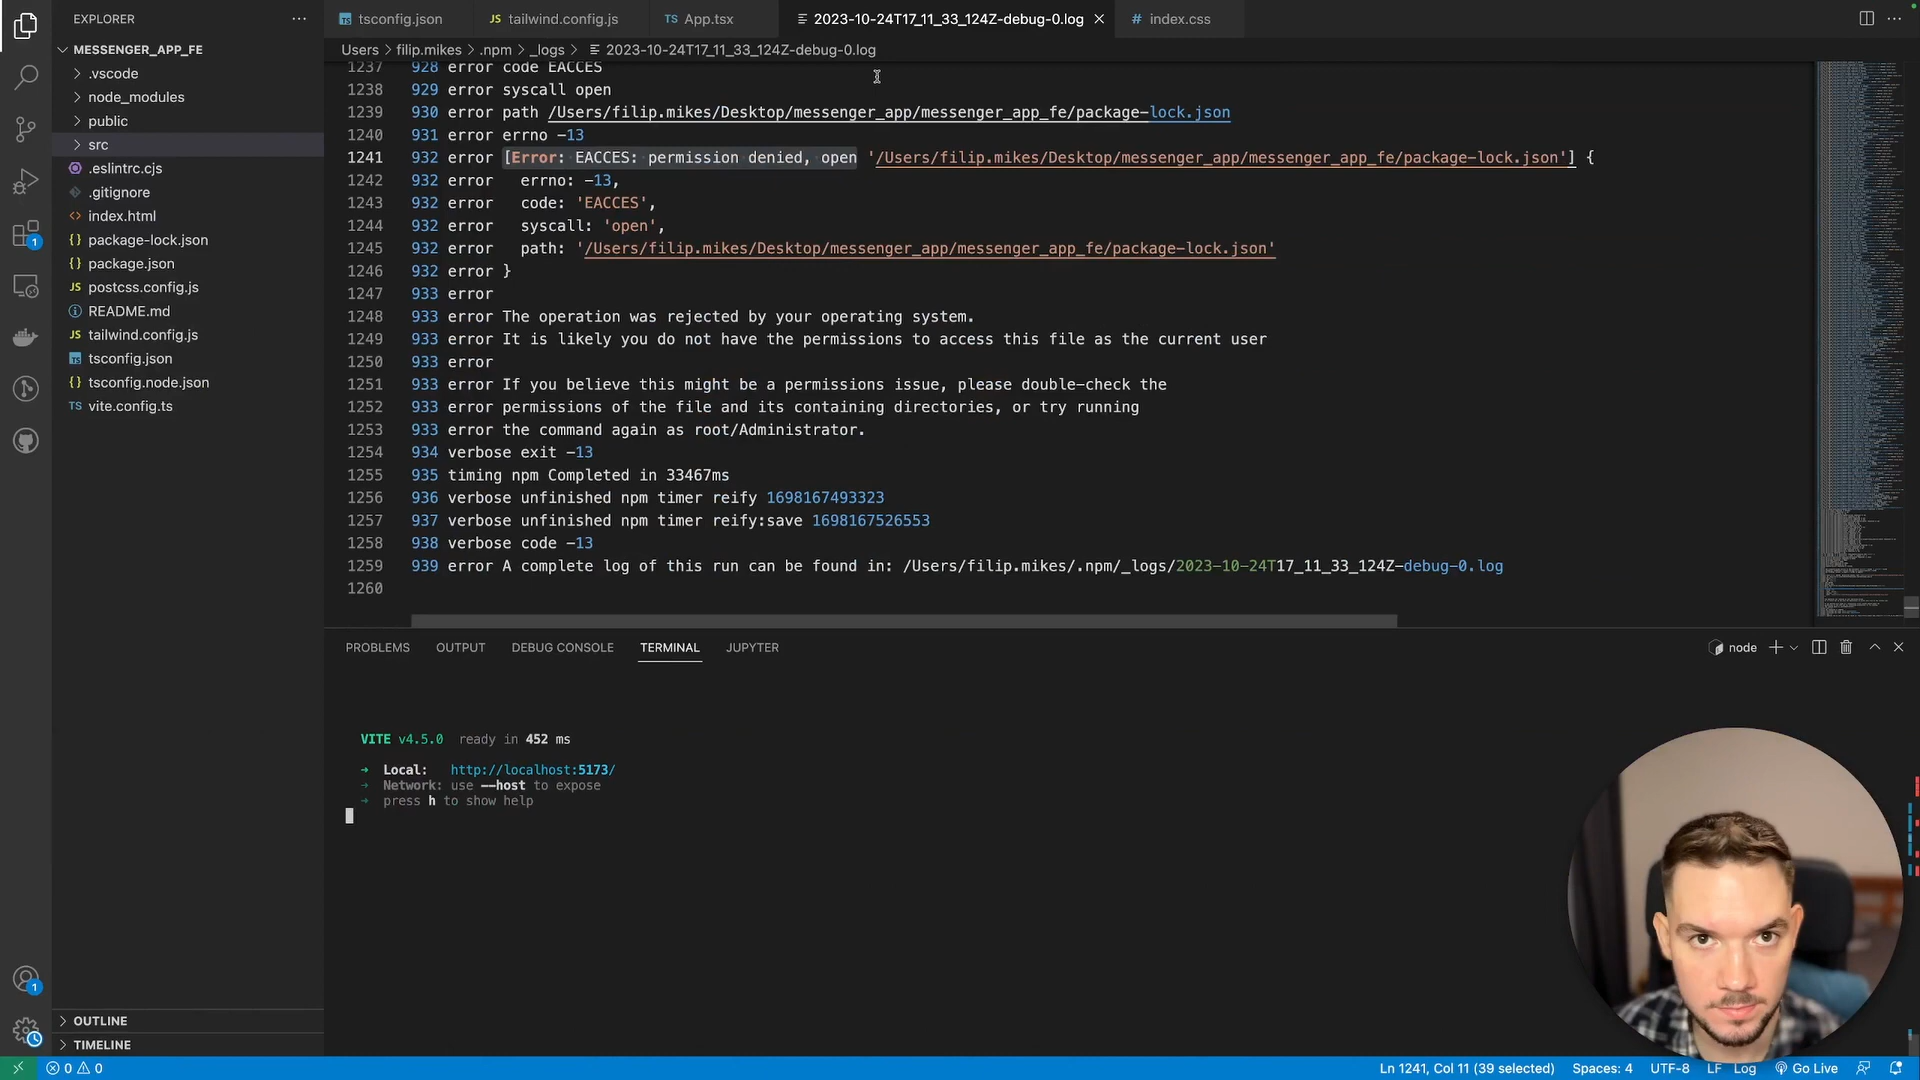 EXPLORER
MESSENGER_APP_FE
.vscode
node_modules
public
src
.eslintrc.cjs
.gitignore
index.html
package-lock.json
package.json
postcss.config.js
README.md
tailwind.config.js
tsconfig.json
tsconfig.node.json
vite.config.ts
OUTLINE
TIMELINE
tsconfig.json
JS tailwind.config.js
TS App.tsx
2023-10-24T17_11_33_124Z-debug-0.log
# index.css
Users > filip.mikes > .npm > _logs > 2023-10-24T17_11_33_124Z-debug-0.log
1237 928 error code EACCES
1238 929 error syscall open
1239 930 error path /Users/filip.mikes/Desktop/messenger_app/messenger_app_fe/package-lock.json
1240 931 error errno -13
1241 932 error [Error: EACCES: permission denied, open '/Users/filip.mikes/Desktop/messenger_app/messenger_app_fe/package-lock.json'] {
1242 932 error   errno: -13,
1243 932 error   code: 'EACCES',
1244 932 error   syscall: 'open',
1245 932 error   path: '/Users/filip.mikes/Desktop/messenger_app/messenger_app_fe/package-lock.json'
1246 932 error }
1247 933 error
1248 933 error The operation was rejected by your operating system.
1249 933 error It is likely you do not have the permissions to access this file as the current user
1250 933 error
1251 933 error If you believe this might be a permissions issue, please double-check the
1252 933 error permissions of the file and its containing directories, or try running
1253 933 error the command again as root/Administrator.
1254 934 verbose exit -13
1255 935 timing npm Completed in 33467ms
1256 936 verbose unfinished npm timer reify 1698167493323
1257 937 verbose unfinished npm timer reify:save 1698167526553
1258 938 verbose code -13
1259 939 error A complete log of this run can be found in: /Users/filip.mikes/.npm/_logs/2023-10-24T17_11_33_124Z-debug-0.log
1260
PROBLEMS OUTPUT DEBUG CONSOLE TERMINAL JUPYTER
node
VITE v4.5.0 ready in 452 ms
➜ Local: http://localhost:5173/
➜ Network: use --host to expose
➜ press h to show help
0 0
Ln 1241, Col 11 (39 selected) Spaces: 4 UTF-8 LF Log Go Live